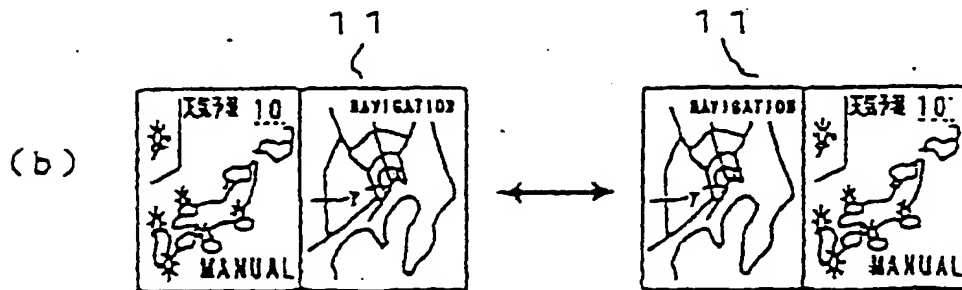 11 11
天気予報 10 NAVIGATION NAVIGATION 天気予報 10
(b)
MANUAL MANUAL